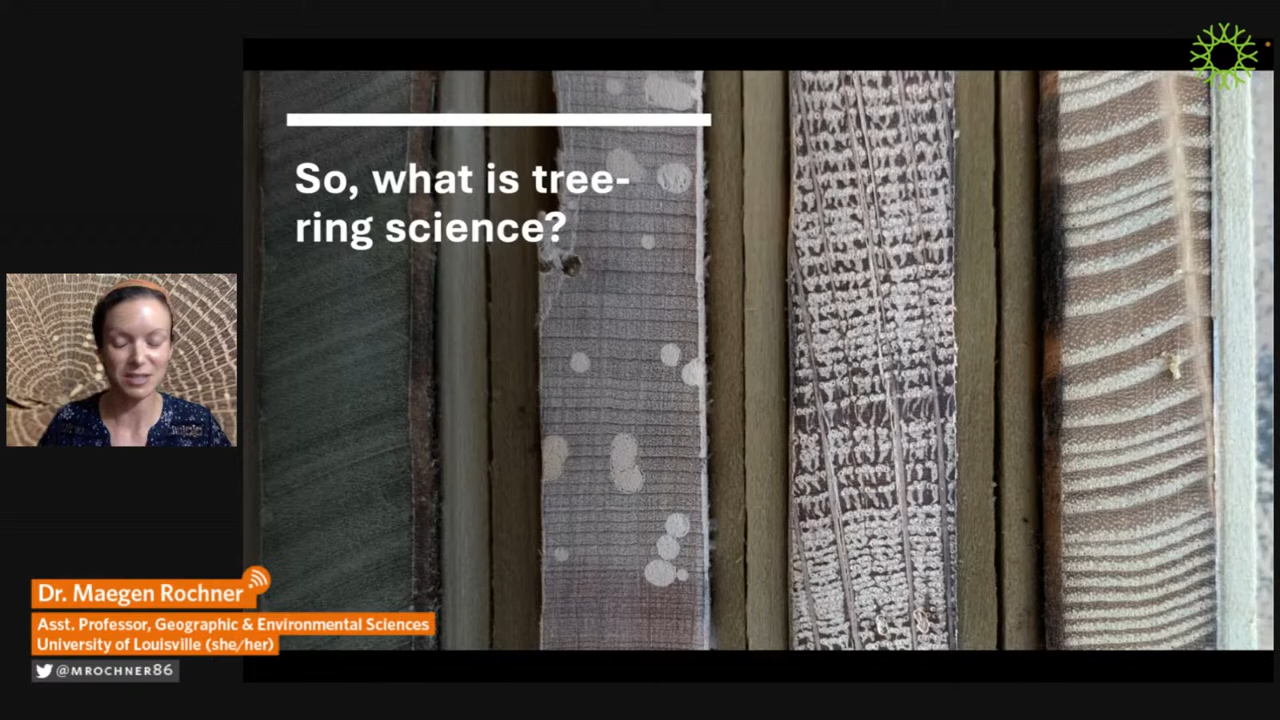 So, what is tree-
ring science?
Dr. Maegen Rochner
Asst. Professor, Geographic & Environmental Sciences
University of Louisville (she/her)
@MROCHNER86